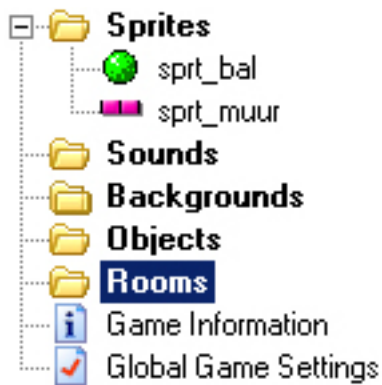 Sprites
sprt_bal
sprt_muur
Sounds
Backgrounds
Objects
Rooms
Game Information
Global Game Settings